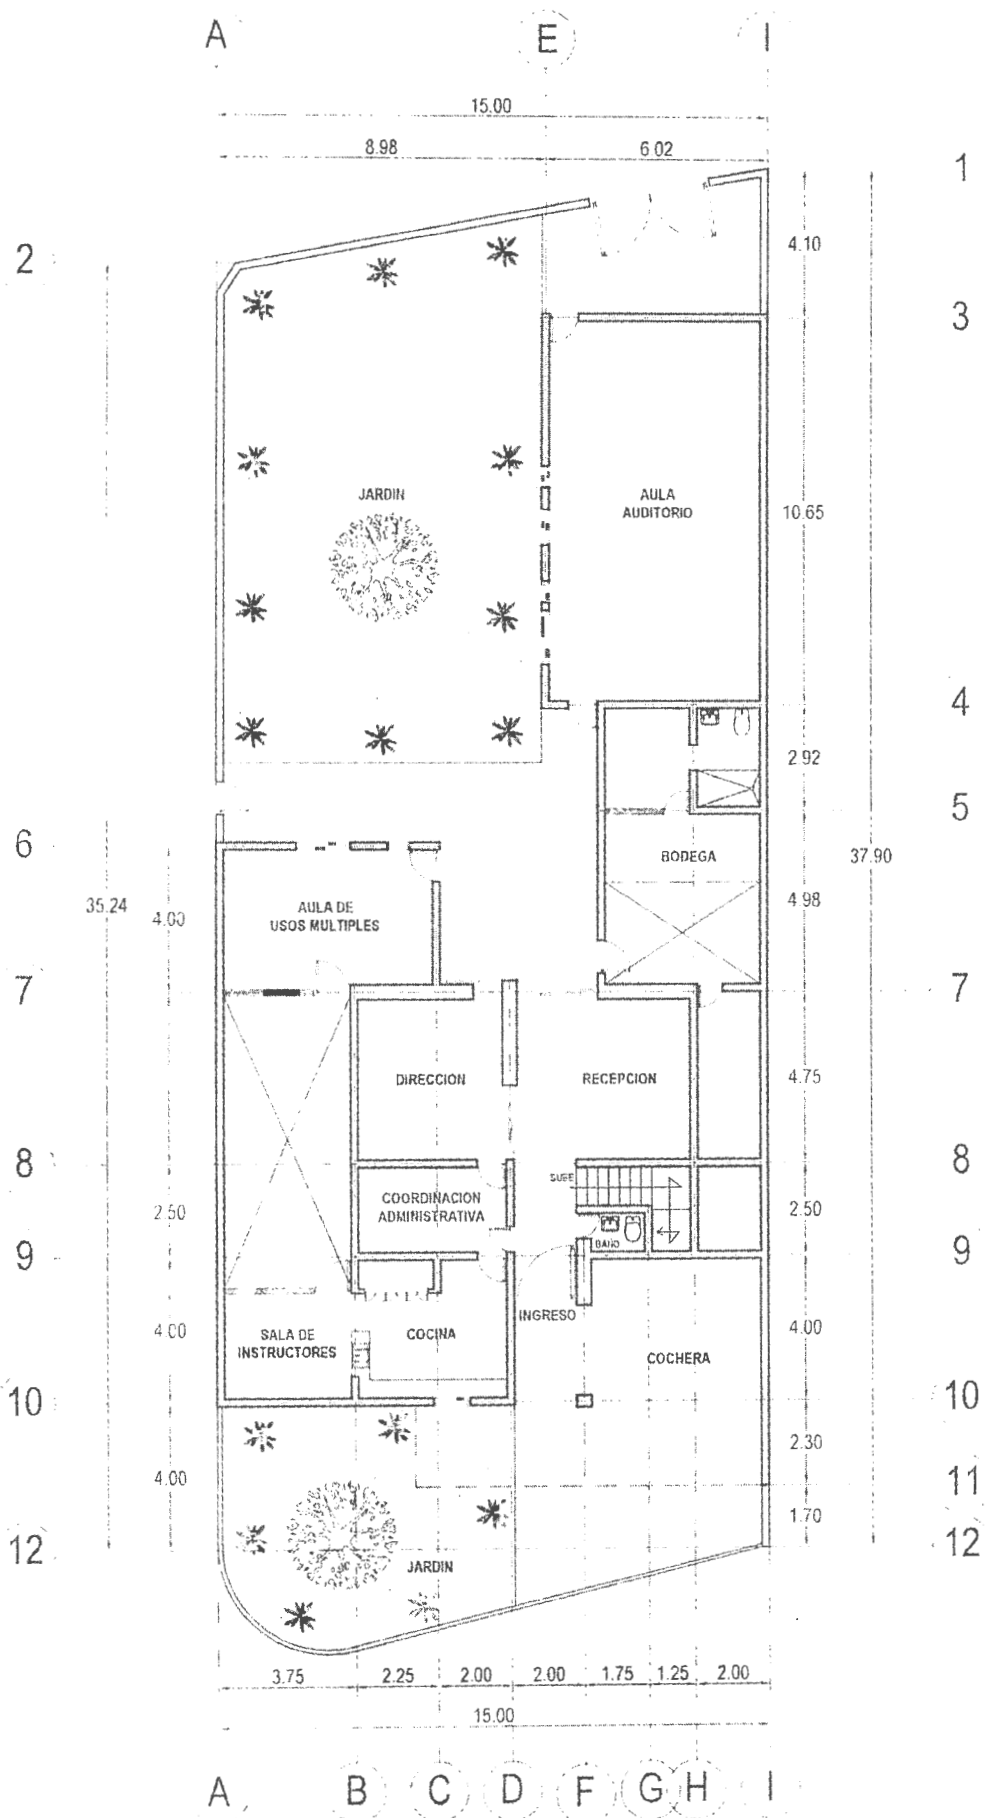 A E I
15.00
8.98 6.02
1
2
4.10
3
JARDIN
AULA
AUDITORIO
10.65
4
2.92
5
6
BODEGA
37.90
35.24
4.00
AULA DE
USOS MULTIPLES
4.98
7 7
DIRECCION
RECEPCION
4.75
8 8
SUBE
COORDINACION
ADMINISTRATIVA
2.50 2.50
BAÑO
9 9
INGRESO
4.00 4.00
SALA DE
INSTRUCTORES
COCINA
COCHERA
10 10
2.30
4.00
11
1.70
12 12
JARDIN
3.75 2.25 2.00 2.00 1.75 1.25 2.00
15.00
A B C D F G H I